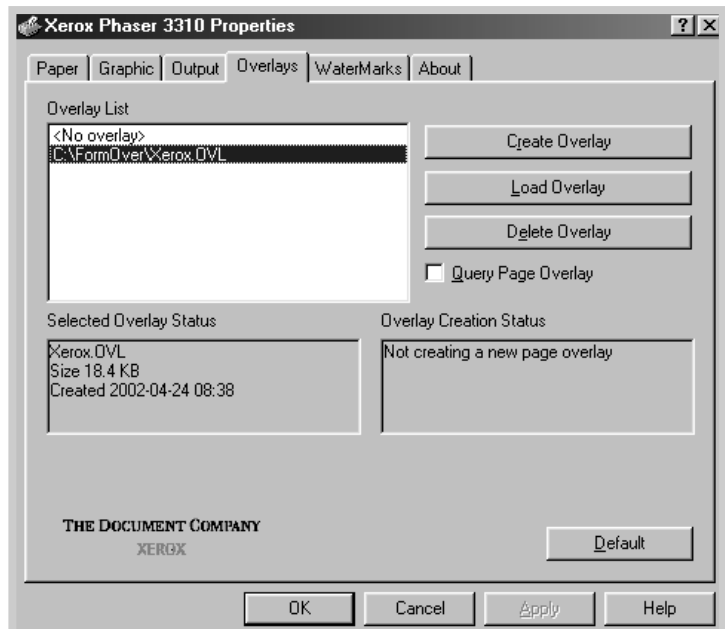 Xerox Phaser 3310 Properties
Paper Graphic Output Overlays WaterMarks About
Overlay List
<No overlay>
C:\FormOver\Xerox.OVL
Create Overlay
Load Overlay
Delete Overlay
Query Page Overlay
Selected Overlay Status
Xerox.OVL
Size 18.4 KB
Created 2002-04-24 08:38
Overlay Creation Status
Not creating a new page overlay
THE DOCUMENT COMPANY
XEROX
Default
OK Cancel Apply Help